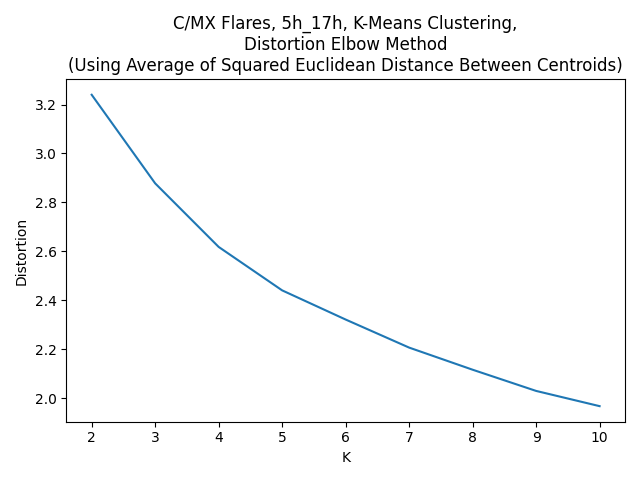 C/MX Flares, 5h_17h, K-Means Clustering,
Distortion Elbow Method
(Using Average of Squared Euclidean Distance Between Centroids)
3.2
3.0
2.8
2.6
2.4
2.2
2.0
Distortion
2 3 4 5 6 7 8 9 10
K